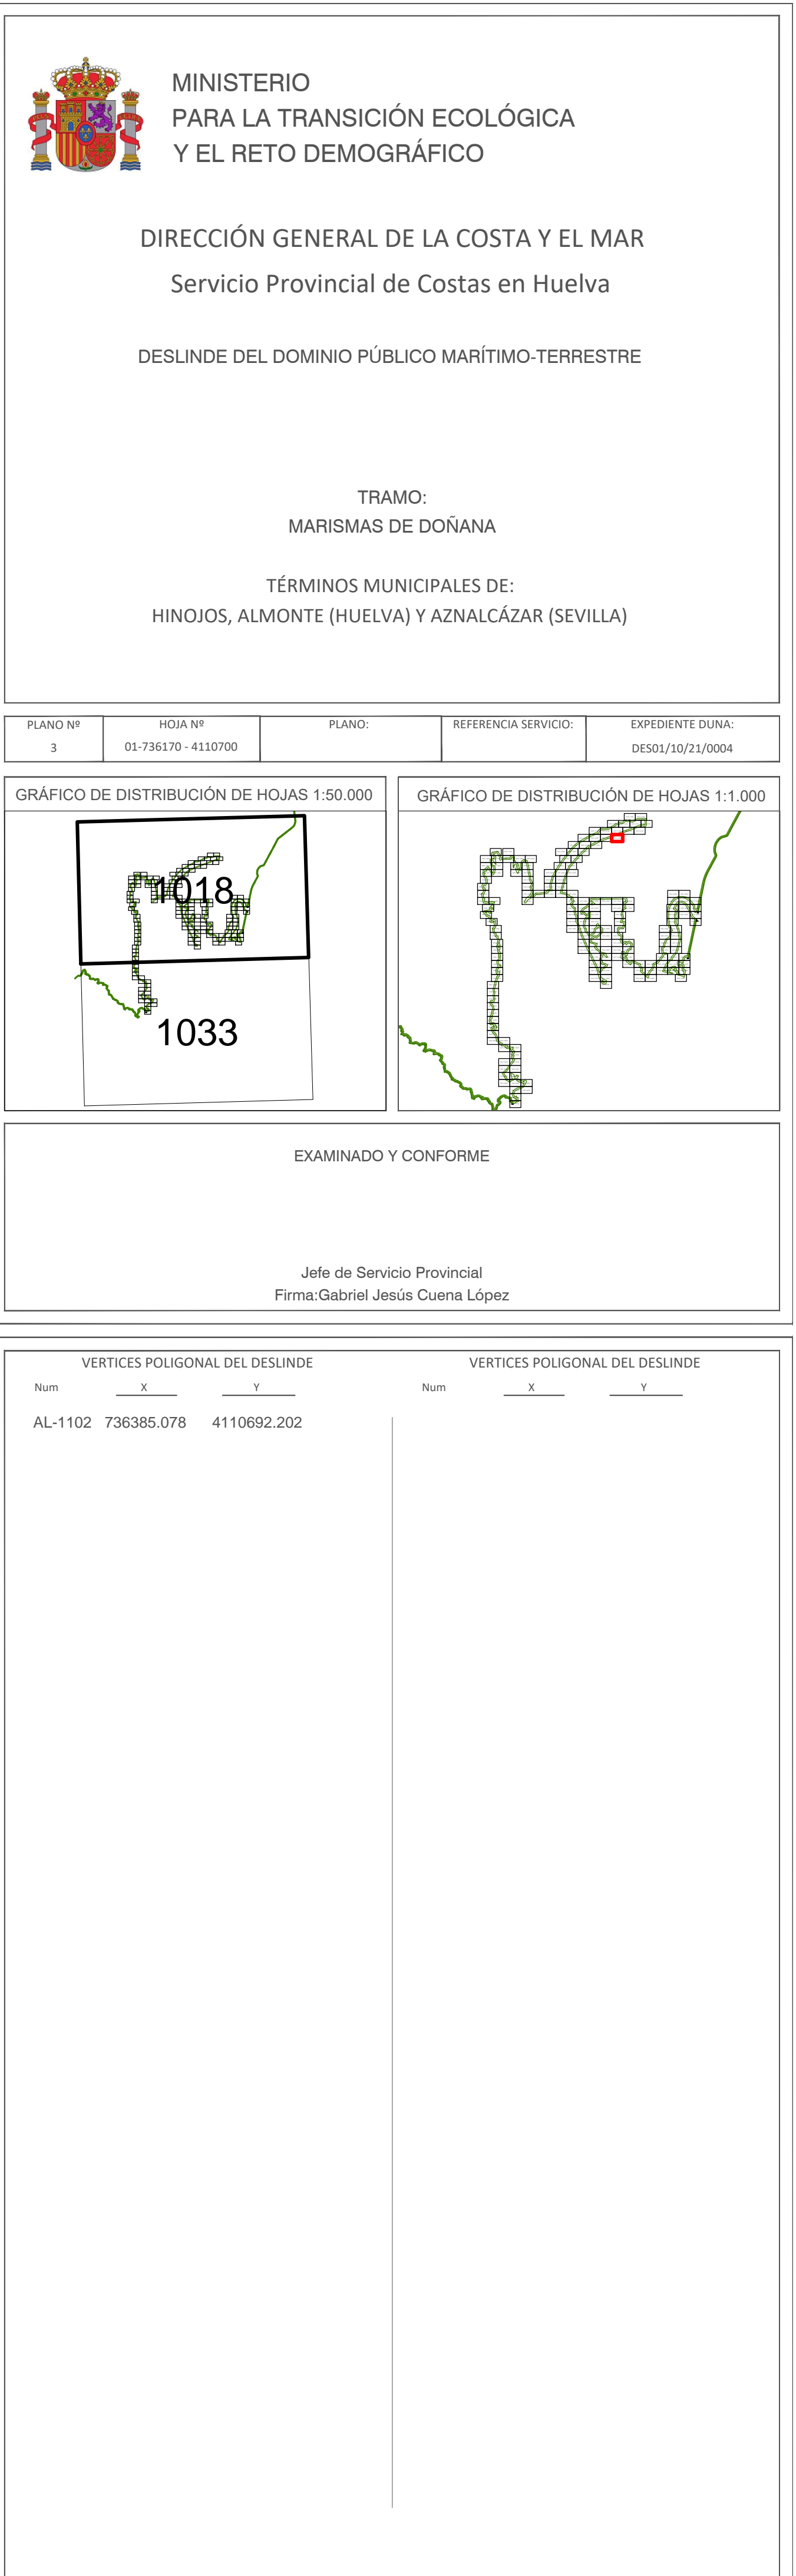 MINISTERIO
PARA LA TRANSICIÓN ECOLÓGICA
Y EL RETO DEMOGRÁFICO
DIRECCIÓN GENERAL DE LA COSTA Y EL MAR
Servicio Provincial de Costas en Huelva
DESLINDE DEL DOMINIO PÚBLICO MARÍTIMO-TERRESTRE
TRAMO:
MARISMAS DE DOÑANA
TÉRMINOS MUNICIPALES DE:
HINOJOS, ALMONTE (HUELVA) Y AZNALCÁZAR (SEVILLA)
PLANO Nº HOJA Nº PLANO: REFERENCIA SERVICIO: EXPEDIENTE DUNA:
3 01-736170 - 4110700 DES01/10/21/0004
GRÁFICO DE DISTRIBUCIÓN DE HOJAS 1:50.000
1018
1033
GRÁFICO DE DISTRIBUCIÓN DE HOJAS 1:1.000
EXAMINADO Y CONFORME
Jefe de Servicio Provincial
Firma:Gabriel Jesús Cuena López
VERTICES POLIGONAL DEL DESLINDE
Num X Y
AL-1102 736385.078 4110692.202
VERTICES POLIGONAL DEL DESLINDE
Num X Y